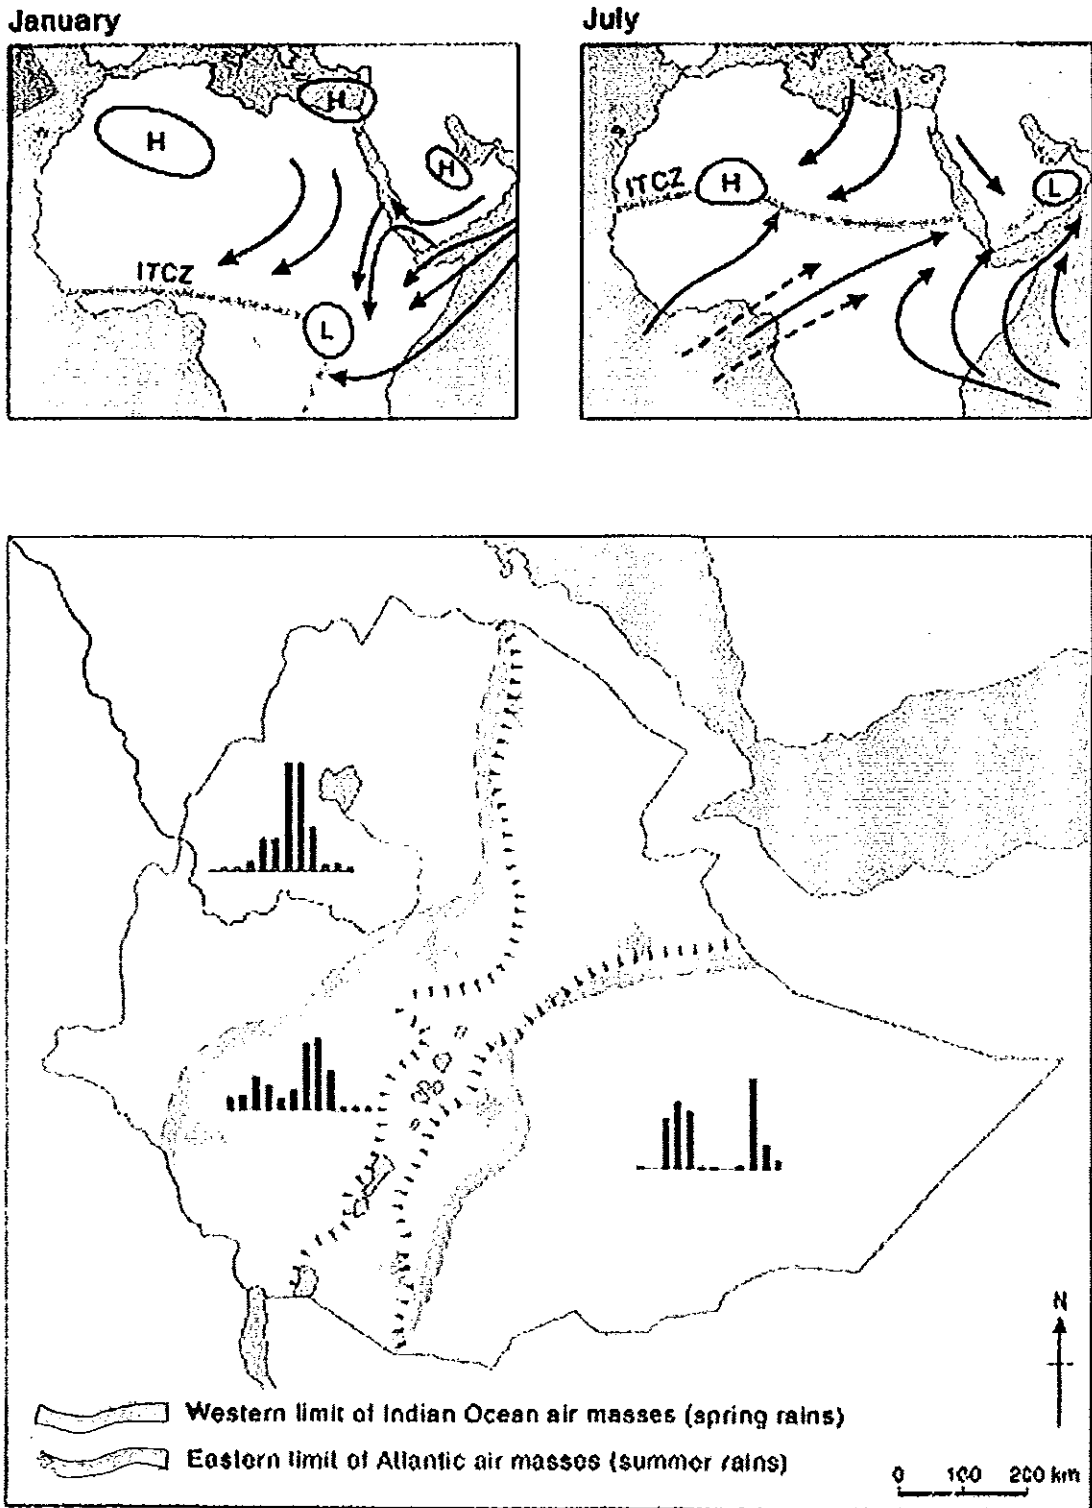 January
July
H
H
H
ITCZ
L
ITCZ
H
L
N
Western limit of Indian Ocean air masses (spring rains)
Eastern limit of Atlantic air masses (summer rains)
0 100 200 km